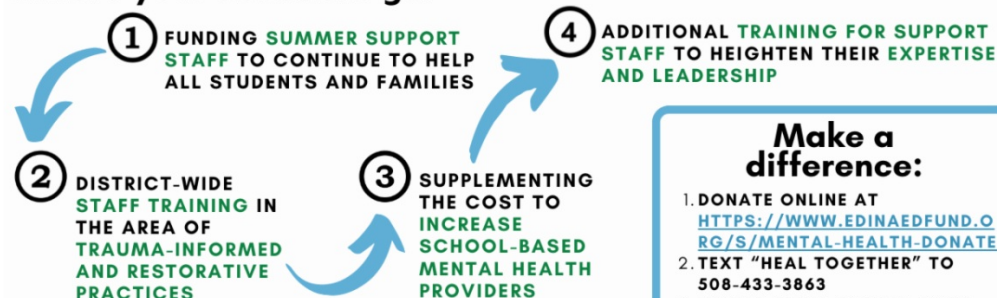 1
FUNDING SUMMER SUPPORT
STAFF TO CONTINUE TO HELP
ALL STUDENTS AND FAMILIES
2
DISTRICT-WIDE
STAFF TRAINING IN
THE AREA OF
TRAUMA-INFORMED
AND RESTORATIVE
PRACTICES
3
SUPPLEMENTING
THE COST TO
INCREASE
SCHOOL-BASED
MENTAL HEALTH
PROVIDERS
4
ADDITIONAL TRAINING FOR SUPPORT
STAFF TO HEIGHTEN THEIR EXPERTISE
AND LEADERSHIP
Make a
difference:
1. DONATE ONLINE AT
HTTPS://WWW.EDINAEDFUND.O
RG/S/MENTAL-HEALTH-DONATE
2. TEXT “HEAL TOGETHER” TO
508-433-3863